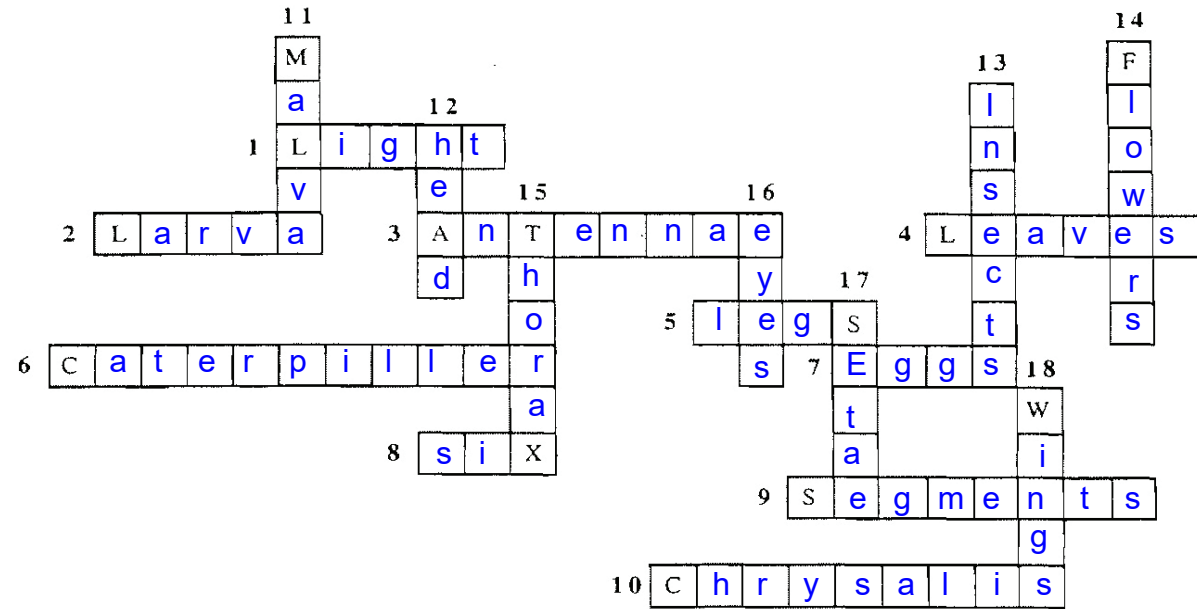 11 14
M 13 F
a 12 I l
1 L i g h t n o
v e 15 16 s w
2 L a r v a 3 A n T e n n a e 4 L e a v e s
d h y 17 c r
o 5 l e g S t s
6 C a t e r p i l l e r s 7 E g g s 18
a t W
8 s i X a i
9 S e g m e n t s
g
10 C h r y s a l i s